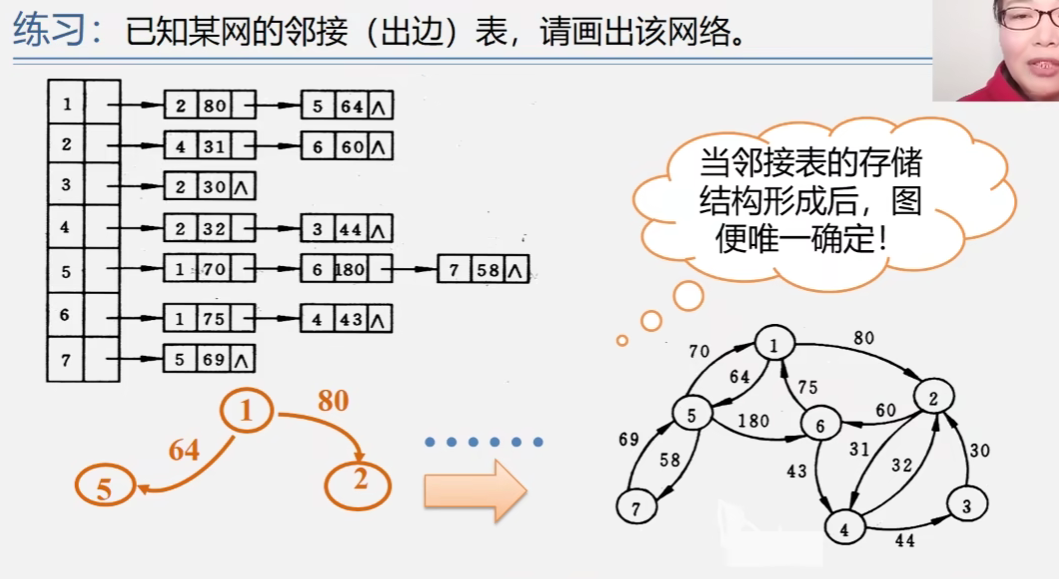 练习：已知某网的邻接（出边）表，请画出该网络。
1 2 80 5 64 ∧
2 4 31 6 60 ∧
3 2 30 ∧
4 2 32 3 44 ∧
5 1 70 6 180 7 58 ∧
6 1 75 4 43 ∧
7 5 69 ∧
当邻接表的存储
结构形成后，图
便唯一确定！
1 80
64
5 2
70 1 80
64 75 2
5 180 6 60
69 58 43 31 32 30
7 4 3
44